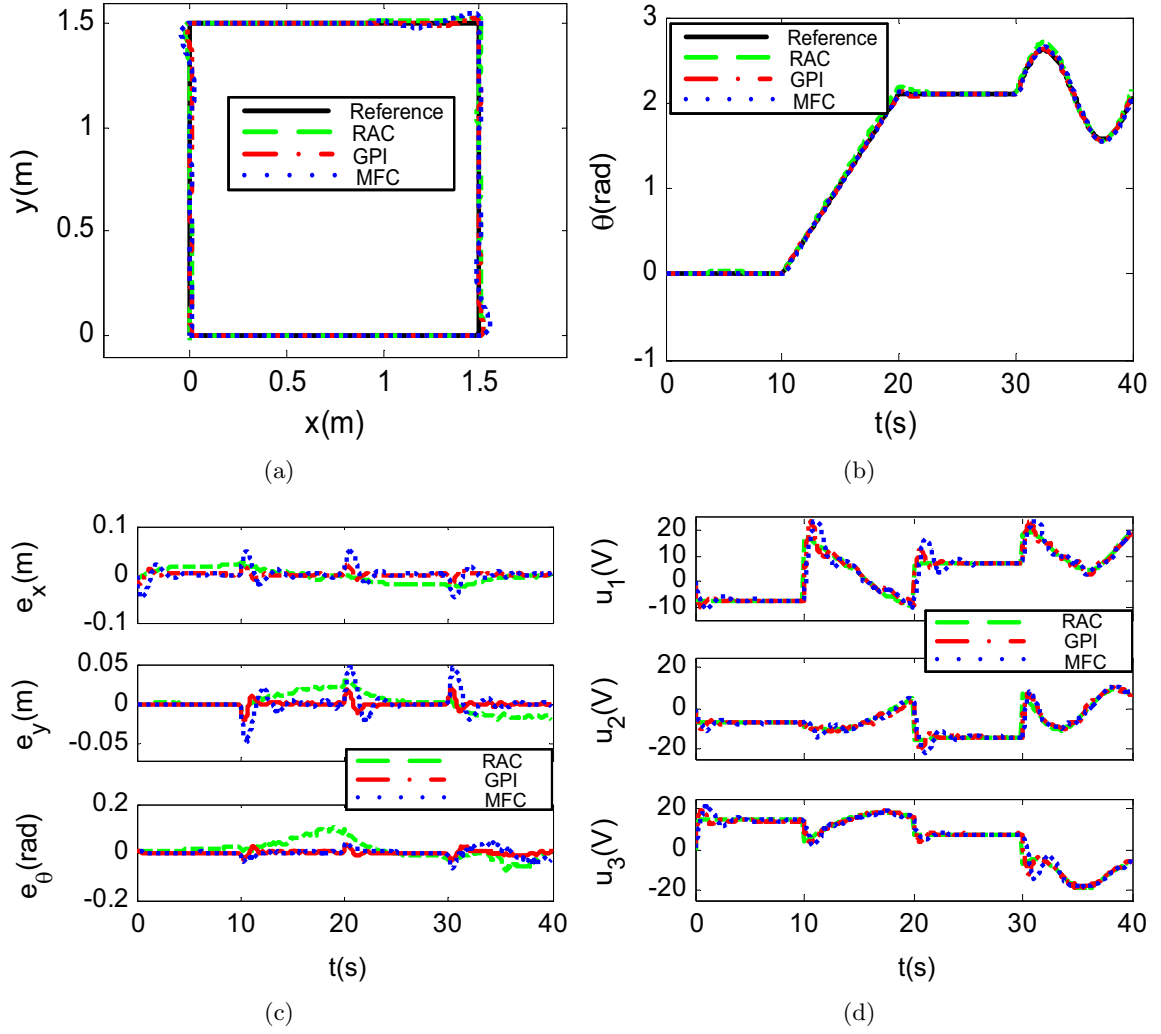 1.5
1
0.5
0
y(m)
Reference
RAC
GPI
MFC
0 0.5 1 1.5
x(m)
(a)
3
2
1
0
-1
θ(rad)
Reference
RAC
GPI
MFC
0 10 20 30 40
t(s)
(b)
0.1
0
-0.1
e_x(m)
0.05
0
-0.05
e_y(m)
RAC
GPI
MFC
0.2
0
-0.2
e_θ(rad)
0 10 20 30 40
t(s)
(c)
20
10
0
-10
u_1(V)
RAC
GPI
MFC
20
0
-20
u_2(V)
20
0
-20
u_3(V)
0 10 20 30 40
t(s)
(d)